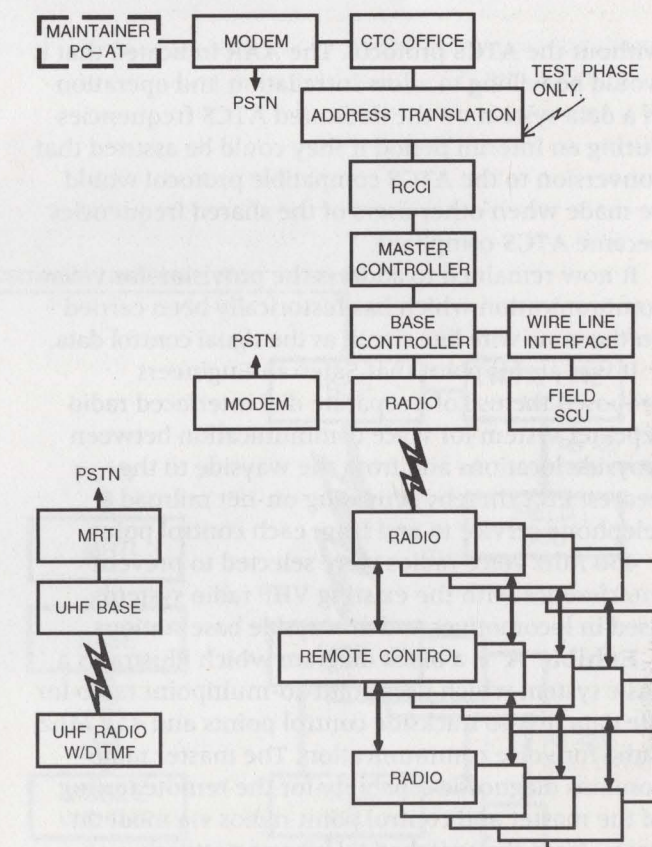 MAINTAINER
PC-AT
MODEM
CTC OFFICE
PSTN
TEST PHASE
ONLY
ADDRESS TRANSLATION
RCCI
MASTER
CONTROLLER
BASE
CONTROLLER
WIRE LINE
INTERFACE
PSTN
MODEM
RADIO
FIELD
SCU
PSTN
MRTI
RADIO
UHF BASE
REMOTE CONTROL
UHF RADIO
W/D TMF
RADIO